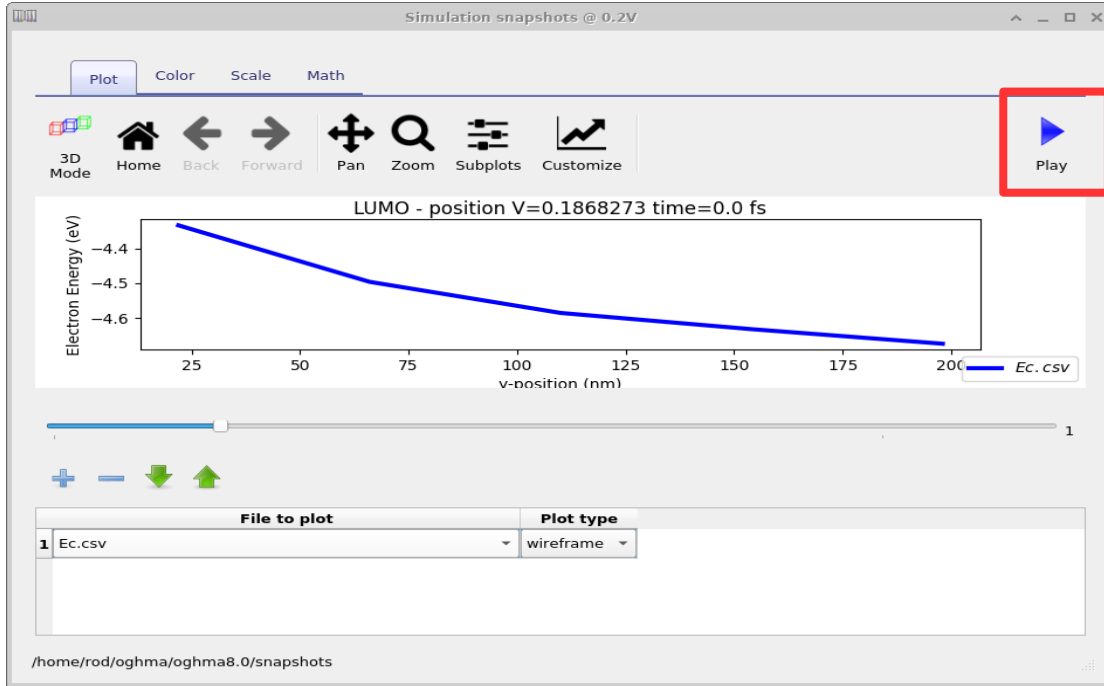 Simulation snapshots @ 0.2V
Plot Color Scale Math
3D Mode Home Back Forward Pan Zoom Subplots Customize Play
LUMO - position V=0.1868273 time=0.0 fs
Electron Energy (eV)
−4.4
−4.5
−4.6
25 50 75 100 125 150 175 200
y-position (nm)
Ec.csv
1
File to plot Plot type
1 Ec.csv wireframe
/home/rod/oghma/oghma8.0/snapshots